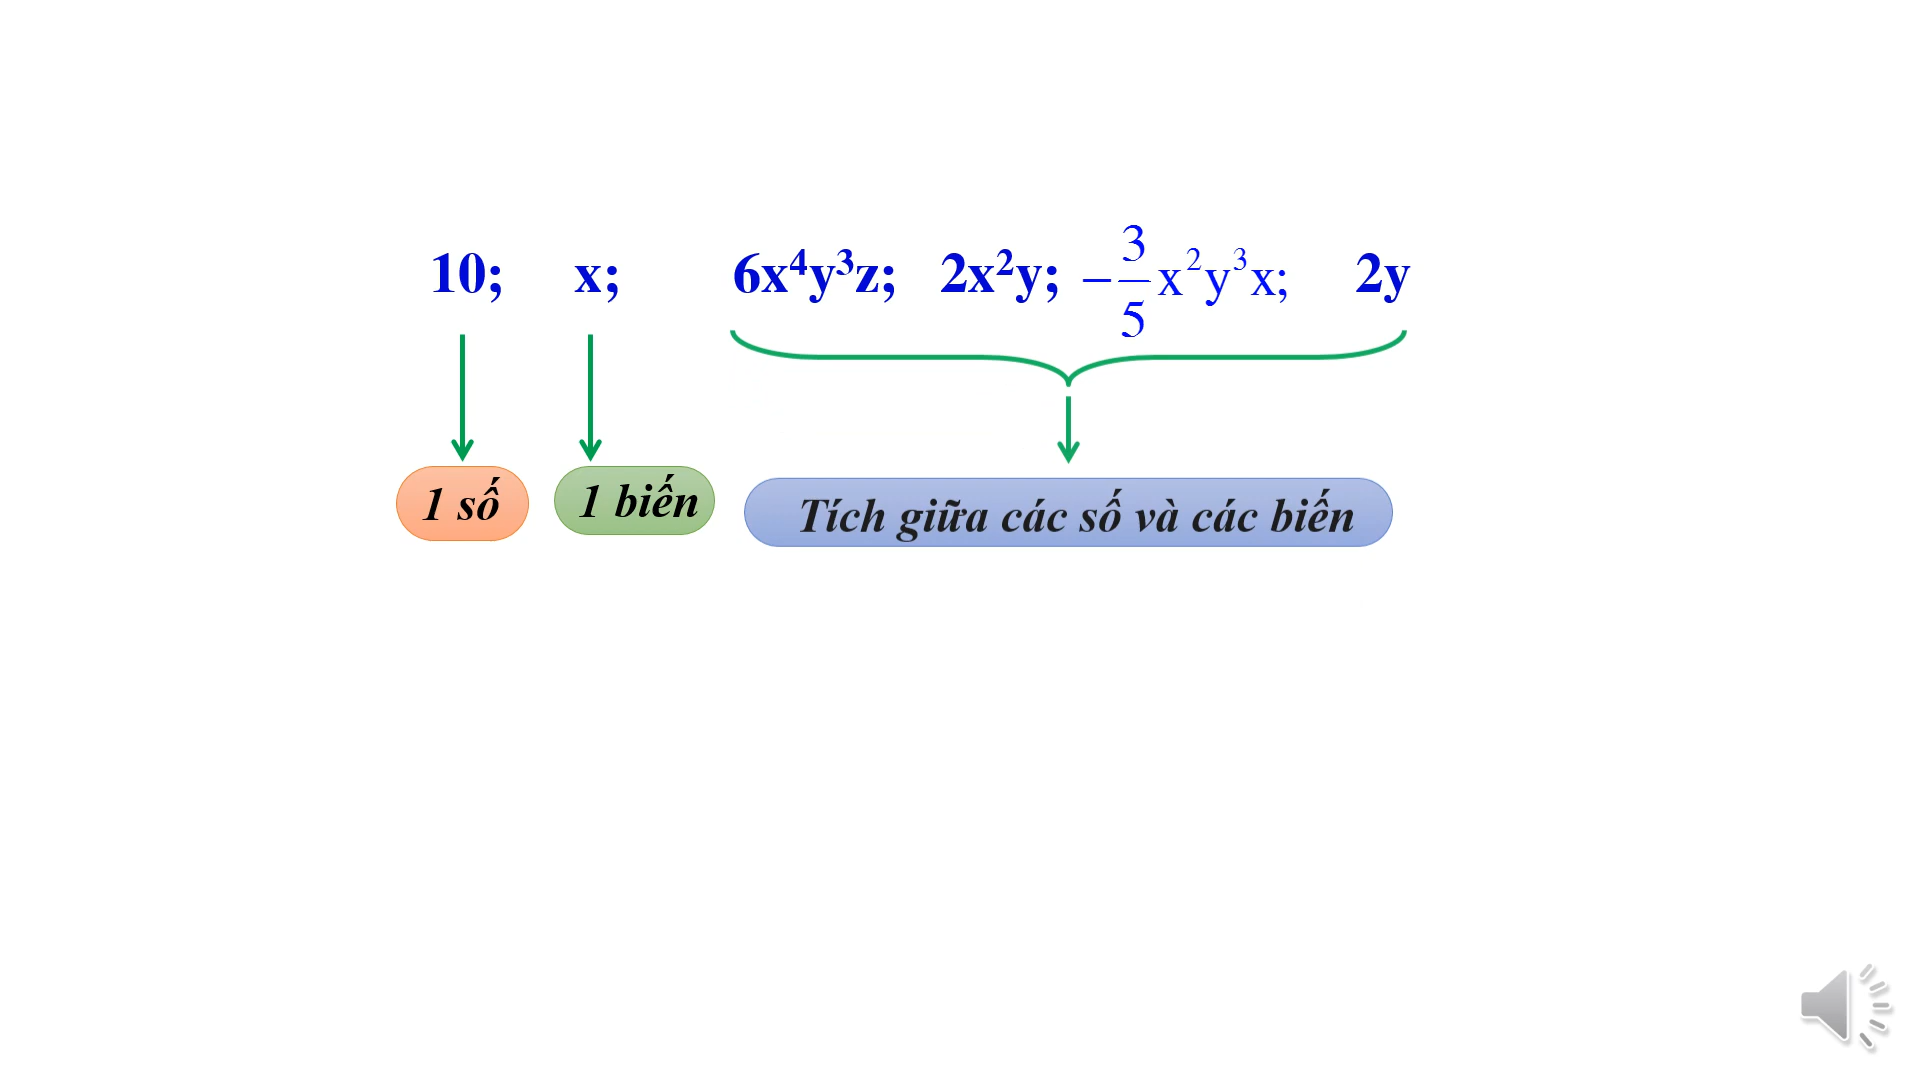 10; x; 6x⁴y³z; 2x²y; −3/5 x²y³x; 2y
1 số 1 biến Tích giữa các số và các biến